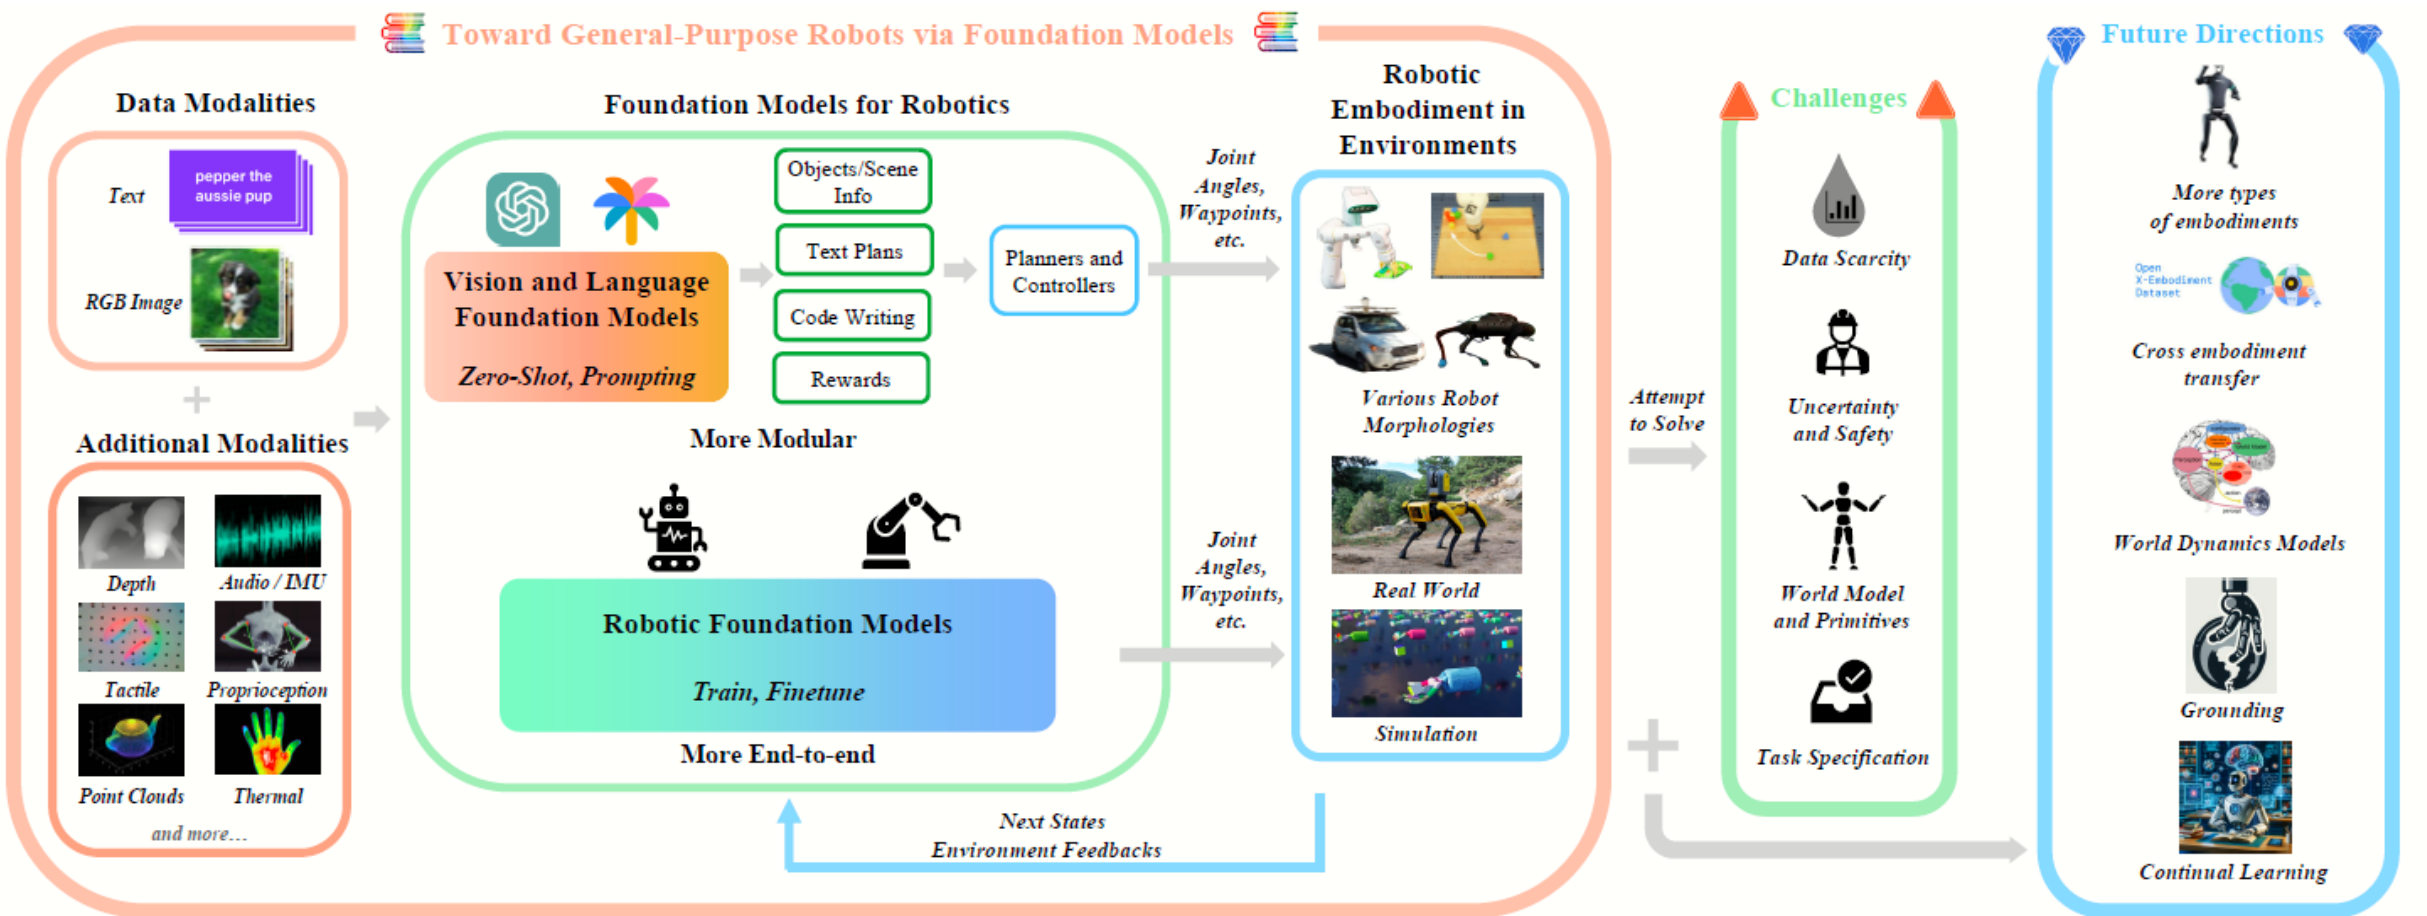 Toward General-Purpose Robots via Foundation Models
Data Modalities
Text
pepper the
aussie pup
RGB Image
Additional Modalities
Depth
Audio / IMU
Tactile
Proprioception
Point Clouds
Thermal
and more...
Foundation Models for Robotics
Vision and Language
Foundation Models
Zero-Shot, Prompting
Objects/Scene
Info
Text Plans
Code Writing
Rewards
Planners and
Controllers
More Modular
Robotic Foundation Models
Train, Finetune
More End-to-end
Joint
Angles,
Waypoints,
etc.
Joint
Angles,
Waypoints,
etc.
Next States
Environment Feedbacks
Robotic
Embodiment in
Environments
Various Robot
Morphologies
Real World
Simulation
Attempt
to Solve
Challenges
Data Scarcity
Uncertainty
and Safety
World Model
and Primitives
Task Specification
Future Directions
More types
of embodiments
Open
X-Embodiment
Dataset
Cross embodiment
transfer
World Dynamics Models
Grounding
Continual Learning